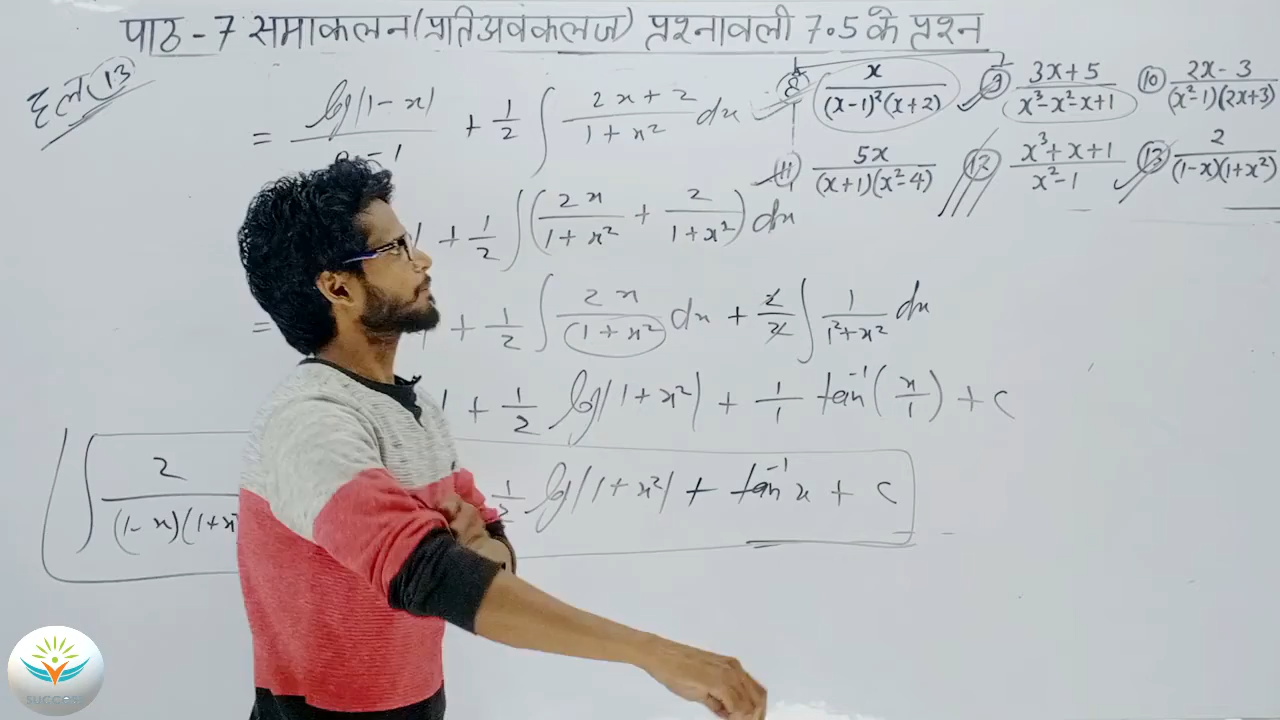 पाठ - 7 समाकलन (प्रतिअवकलज) प्रश्नावली 7.5 के प्रश्न
हल 13
⑧ x/((x-1)²(x+2)) ⑨ (3x+5)/(x³-x²-x+1) ⑩ (2x-3)/((x²-1)(2x+3))
⑪ 5x/((x+1)(x²-4)) ⑫ (x³+x+1)/(x²-1) ⑬ 2/((1-x)(1+x²))
= log|1-x|/-1 + 1/2 ∫ (2x+2)/(1+x²) dx
+ 1/2 ∫ (2x/(1+x²) + 2/(1+x²)) dx
= + 1/2 ∫ 2x/(1+x²) dx + 2/2 ∫ 1/(1²+x²) dx
+ 1/2 log|1+x²| + 1/1 tan⁻¹(x/1) + c
∫ 2/((1-x)(1+x² 1/2 log|1+x²| + tan⁻¹x + c
SUCCESS